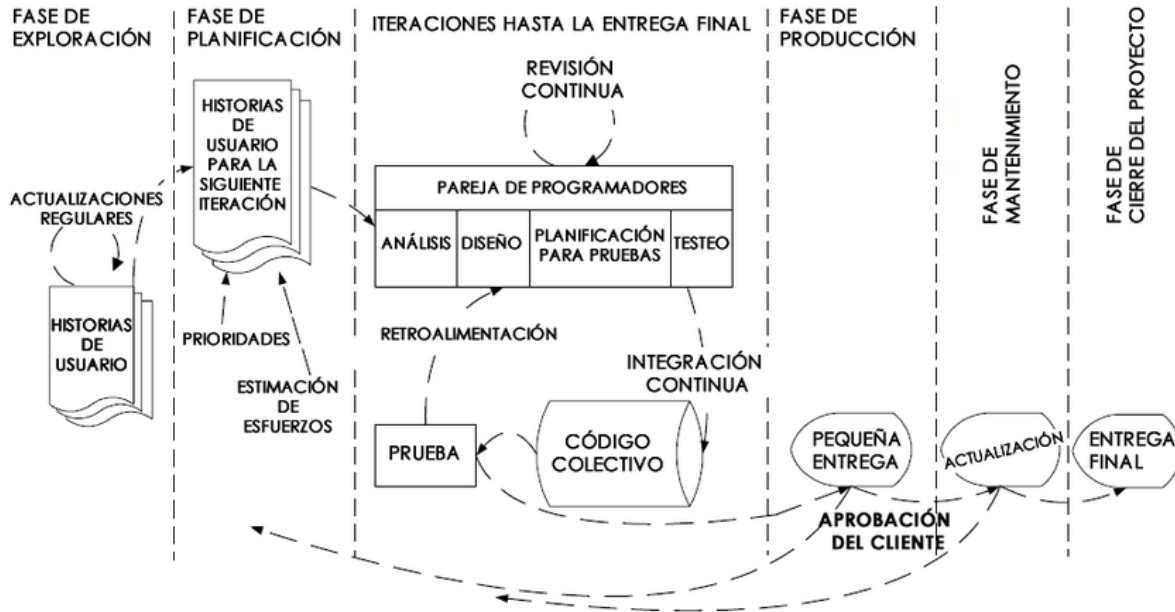 FASE DE
EXPLORACIÓN
FASE DE
PLANIFICACIÓN
ITERACIONES HASTA LA ENTREGA FINAL
FASE DE
PRODUCCIÓN
FASE DE
MANTENIMIENTO
FASE DE
CIERRE DEL PROYECTO
ACTUALIZACIONES
REGULARES
HISTORIAS
DE
USUARIO
HISTORIAS
DE
USUARIO
PARA LA
SIGUIENTE
ITERACIÓN
PRIORIDADES
ESTIMACIÓN
DE
ESFUERZOS
REVISIÓN
CONTINUA
PAREJA DE PROGRAMADORES
ANÁLISIS
DISEÑO
PLANIFICACIÓN
PARA PRUEBAS
TESTEO
RETROALIMENTACIÓN
INTEGRACIÓN
CONTINUA
PRUEBA
CÓDIGO
COLECTIVO
PEQUEÑA
ENTREGA
ACTUALIZACIÓN
ENTREGA
FINAL
APROBACIÓN
DEL CLIENTE